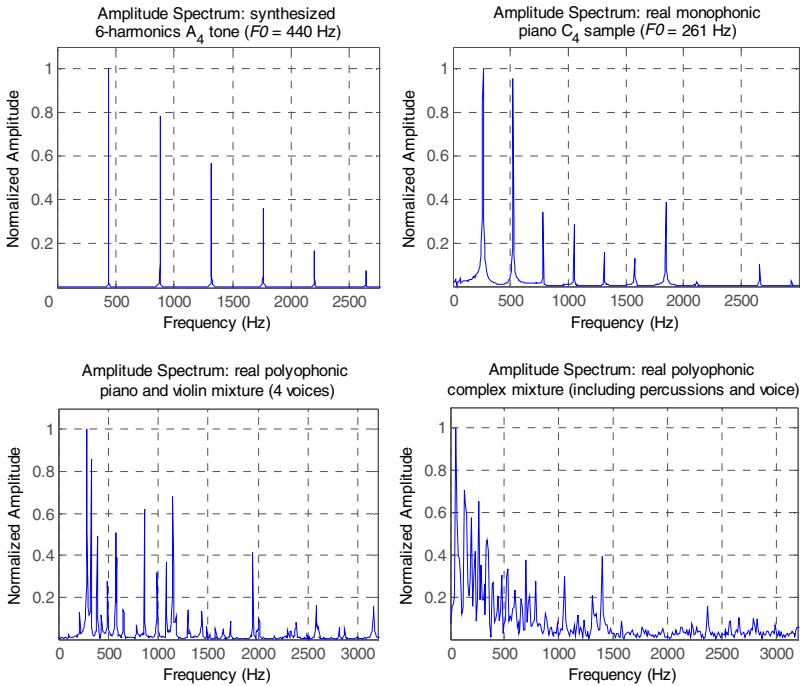 Amplitude Spectrum: synthesized
6-harmonics A4 tone (F0 = 440 Hz)
1
0.8
0.6
0.4
0.2
Normalized Amplitude
0 500 1000 1500 2000 2500
Frequency (Hz)
Amplitude Spectrum: real monophonic
piano C4 sample (F0 = 261 Hz)
1
0.8
0.6
0.4
0.2
Normalized Amplitude
0 500 1000 1500 2000 2500
Frequency (Hz)
Amplitude Spectrum: real polyophonic
piano and violin mixture (4 voices)
1
0.8
0.6
0.4
0.2
Normalized Amplitude
0 500 1000 1500 2000 2500 3000
Frequency (Hz)
Amplitude Spectrum: real polyophonic
complex mixture (including percussions and voice)
1
0.8
0.6
0.4
0.2
Normalized Amplitude
0 500 1000 1500 2000 2500 3000
Frequency (Hz)